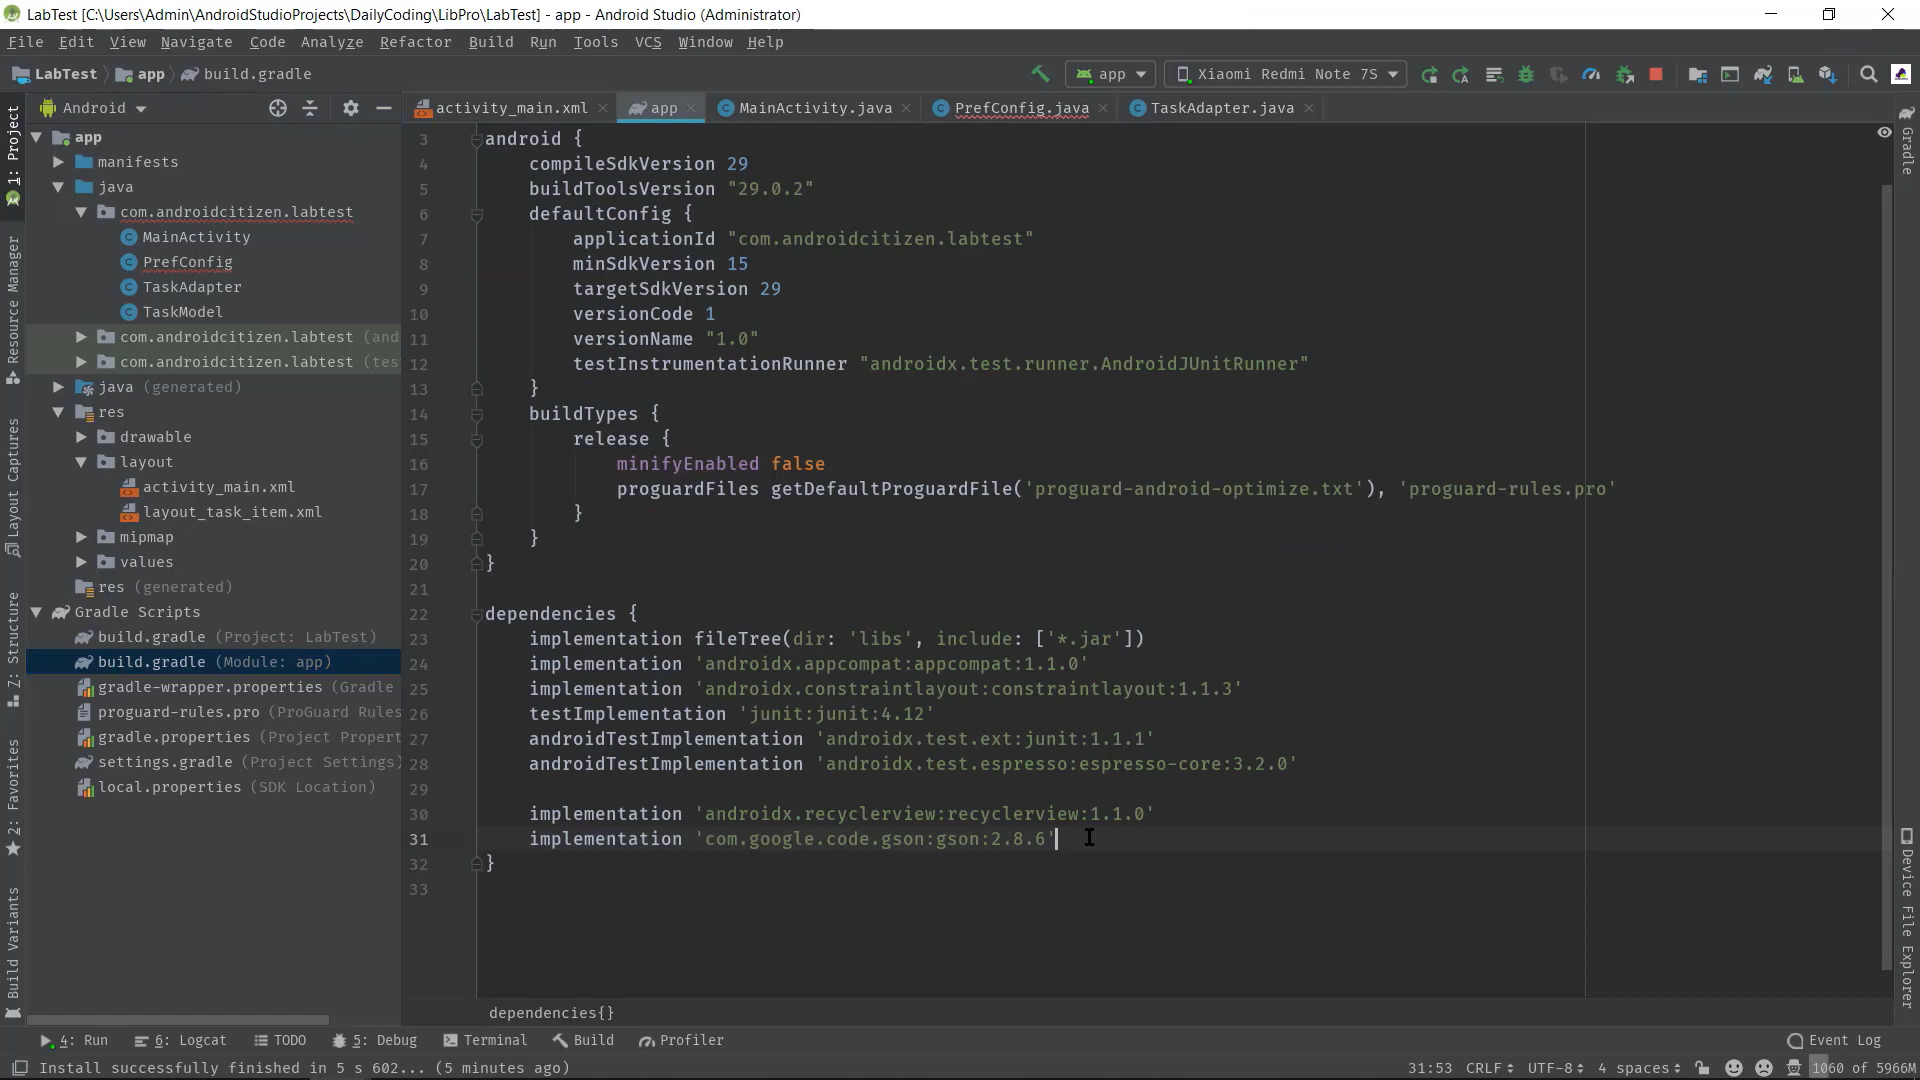 LabTest [C:\Users\Admin\AndroidStudioProjects\DailyCoding\LibPro\LabTest] - app - Android Studio (Administrator)
File Edit View Navigate Code Analyze Refactor Build Run Tools VCS Window Help
LabTest app build.gradle app Xiaomi Redmi Note 7S
Android activity_main.xml app MainActivity.java PrefConfig.java TaskAdapter.java
1: Project
Resource Manager
Layout Captures
Z: Structure
2: Favorites
Build Variants
app
manifests
java
com.androidcitizen.labtest
MainActivity
PrefConfig
TaskAdapter
TaskModel
com.androidcitizen.labtest (and
com.androidcitizen.labtest (tes
java (generated)
res
drawable
layout
activity_main.xml
layout_task_item.xml
mipmap
values
res (generated)
Gradle Scripts
build.gradle (Project: LabTest)
build.gradle (Module: app)
gradle-wrapper.properties (Gradle
proguard-rules.pro (ProGuard Rules
gradle.properties (Project Propert
settings.gradle (Project Settings)
local.properties (SDK Location)
3 android {
4 compileSdkVersion 29
5 buildToolsVersion "29.0.2"
6 defaultConfig {
7 applicationId "com.androidcitizen.labtest"
8 minSdkVersion 15
9 targetSdkVersion 29
10 versionCode 1
11 versionName "1.0"
12 testInstrumentationRunner "androidx.test.runner.AndroidJUnitRunner"
13 }
14 buildTypes {
15 release {
16 minifyEnabled false
17 proguardFiles getDefaultProguardFile('proguard-android-optimize.txt'), 'proguard-rules.pro'
18 }
19 }
20 }
21
22 dependencies {
23 implementation fileTree(dir: 'libs', include: ['*.jar'])
24 implementation 'androidx.appcompat:appcompat:1.1.0'
25 implementation 'androidx.constraintlayout:constraintlayout:1.1.3'
26 testImplementation 'junit:junit:4.12'
27 androidTestImplementation 'androidx.test.ext:junit:1.1.1'
28 androidTestImplementation 'androidx.test.espresso:espresso-core:3.2.0'
29
30 implementation 'androidx.recyclerview:recyclerview:1.1.0'
31 implementation 'com.google.code.gson:gson:2.8.6'
32 }
33
dependencies{}
Gradle
Device File Explorer
4: Run 6: Logcat TODO 5: Debug Terminal Build Profiler Event Log
Install successfully finished in 5 s 602... (5 minutes ago) 31:53 CRLF UTF-8 4 spaces 1060 of 5966M